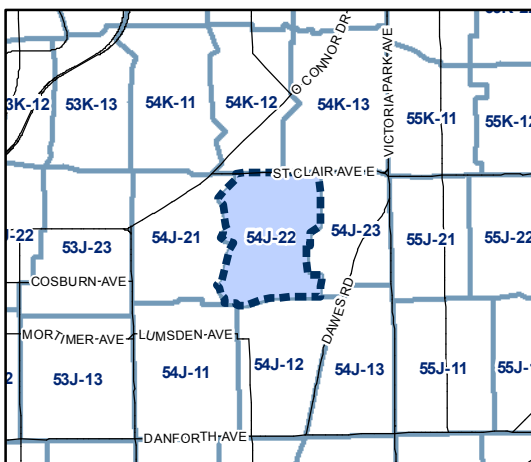 O'CONNOR DR
VICTORIA PARK AVE
3K-12
53K-13
54K-11
54K-12
54K-13
55K-11
55K-12
ST CLAIR AVE E
J-22
53J-23
54J-21
54J-22
54J-23
55J-21
55J-22
COSBURN AVE
DAWES RD
MORTIMER AVE
LUMSDEN AVE
2
53J-13
54J-11
54J-12
54J-13
55J-11
55J-1
DANFORTH AVE